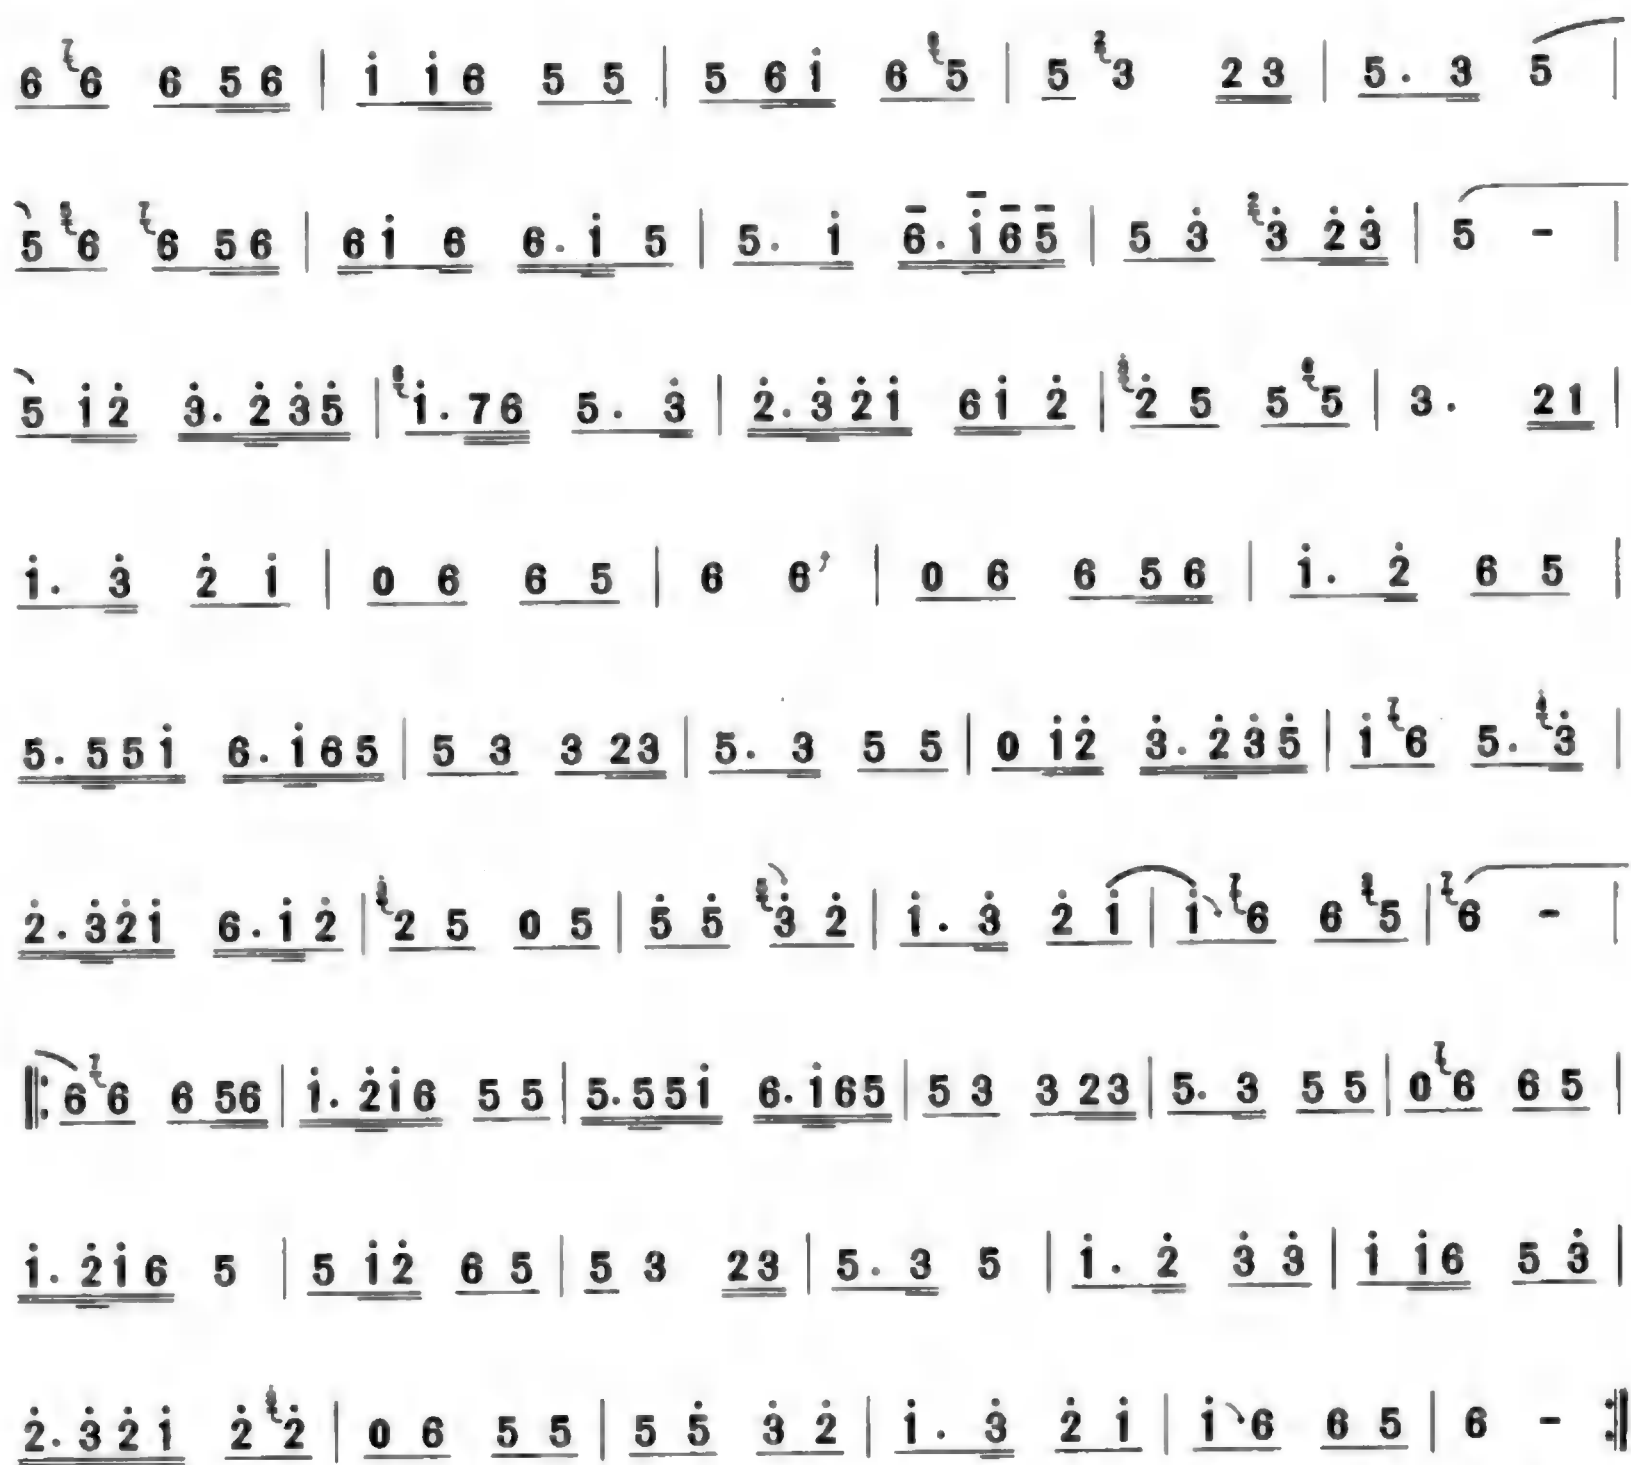 6 6 6 5 6 | i̇ i̇ 6 5 5 | 5 6 i̇ 6 5 | 5 3 2 3 | 5. 3 5 |
5 6 6 5 6 | 6 i̇ 6 6. i̇ 5 | 5. i̇ 6. i̇ 6 5 | 5 3̇ 3̇ 2̇ 3̇ | 5 - |
5 i̇ 2̇ 3̇. 2̇ 3̇ 5̇ | i̇. 7 6 5. 3̇ | 2̇. 3̇ 2̇ i̇ 6 i̇ 2̇ | 2̇ 5 5 5 | 3. 2 1 |
i̇. 3̇ 2̇ i̇ | 0 6 6 5 | 6 6 | 0 6 6 5 6 | i̇. 2̇ 6 5 |
5. 5 5 i̇ 6. i̇ 6 5 | 5 3 3 2 3 | 5. 3 5 5 | 0 i̇ 2̇ 3̇. 2̇ 3̇ 5̇ | i̇ 6 5. 3̇ |
2̇. 3̇ 2̇ i̇ 6. i̇ 2̇ | 2̇ 5 0 5 | 5̇ 5̇ 3̇ 2̇ | i̇. 3̇ 2̇ i̇ | i̇ 6 6 5 | 6 - |
‖: 6 6 6 5 6 | i̇. 2̇ i̇ 6 5 5 | 5. 5 5 i̇ 6. i̇ 6 5 | 5 3 3 2 3 | 5. 3 5 5 | 0 6 6 5 |
i̇. 2̇ i̇ 6 5 | 5 i̇ 2̇ 6 5 | 5 3 2 3 | 5. 3 5 | i̇. 2̇ 3̇ 3̇ | i̇ i̇ 6 5 3̇ |
2̇. 3̇ 2̇ i̇ 2̇ 2̇ | 0 6 5 5 | 5 5̇ 3̇ 2̇ | i̇. 3̇ 2̇ i̇ | i̇ 6 6 5 | 6 - :‖